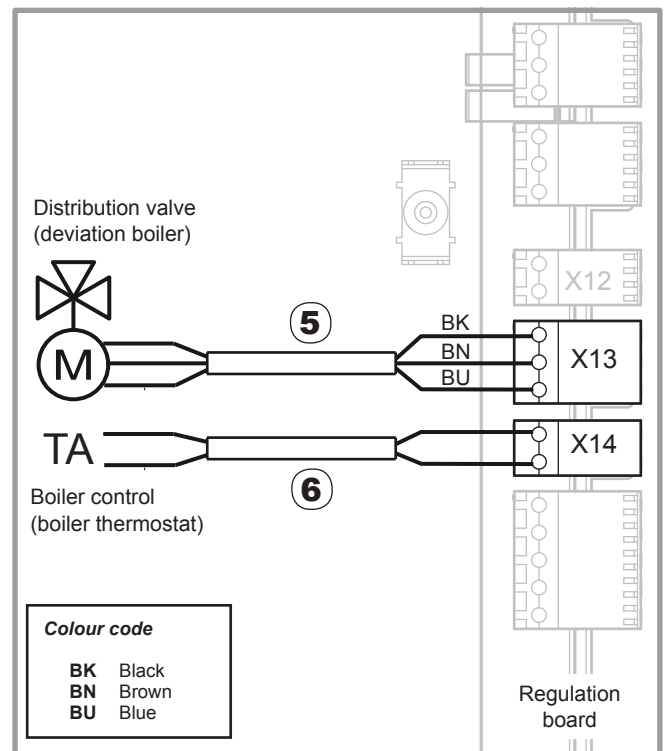 X12
Distribution valve
(deviation boiler)
M
5
BK
BN
BU
X13
TA
6
X14
Boiler control
(boiler thermostat)
Colour code
BK Black
BN Brown
BU Blue
Regulation
board